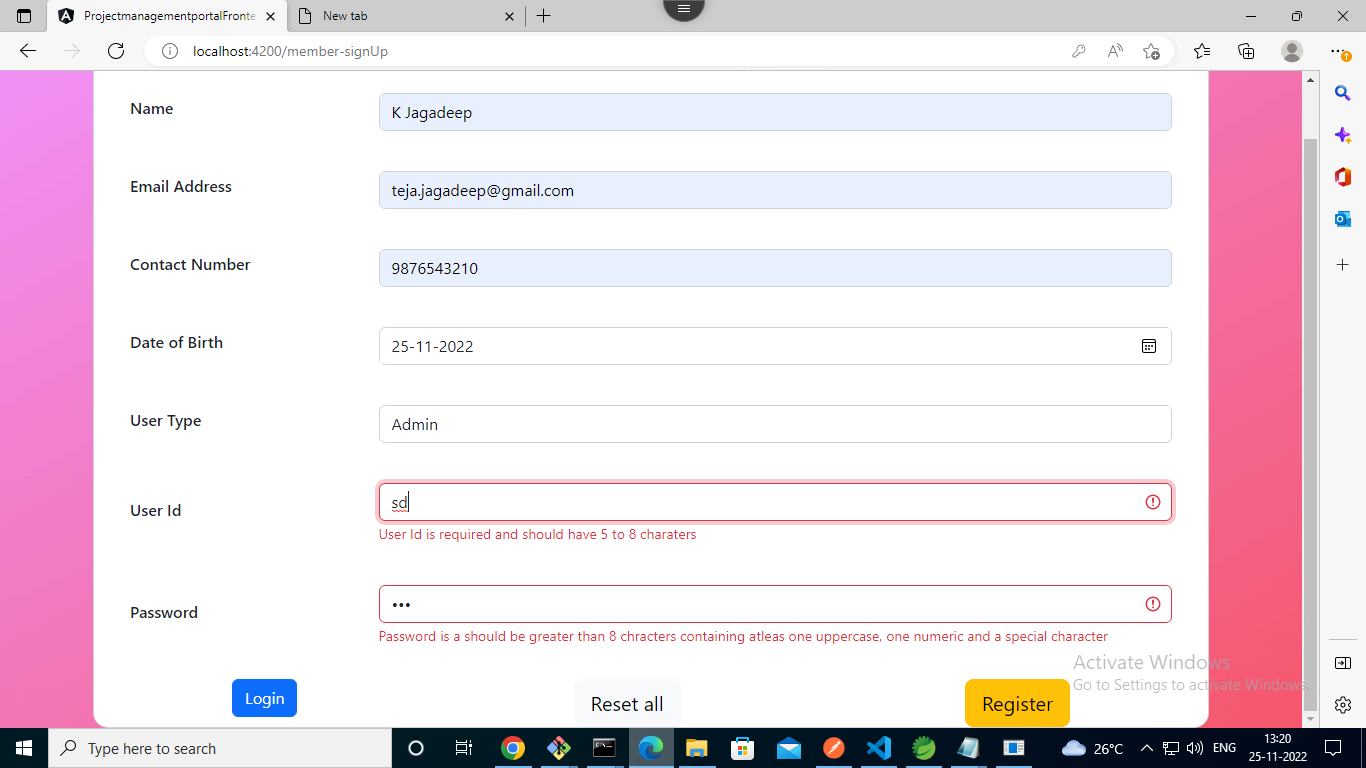 ProjectmanagementportalFronte
New tab
localhost:4200/member-signUp
Name
K Jagadeep
Email Address
teja.jagadeep@gmail.com
Contact Number
9876543210
Date of Birth
25-11-2022
User Type
Admin
User Id
sd
User Id is required and should have 5 to 8 charaters
Password
•••
Password is a should be greater than 8 chracters containing atleas one uppercase, one numeric and a special character
Activate Windows
Go to Settings to activate Windows.
Login
Reset all
Register
Type here to search
26°C
ENG
13:20
25-11-2022